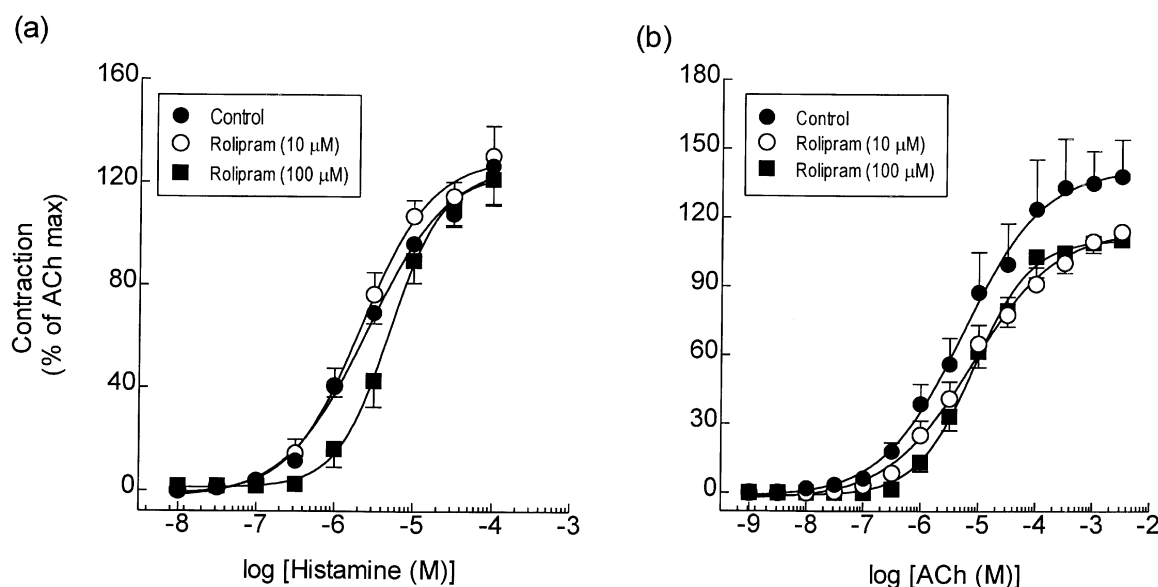 (a)
160
120
80
40
0
Contraction
(% of ACh max)
Control
Rolipram (10 μM)
Rolipram (100 μM)
-8 -7 -6 -5 -4 -3
log [Histamine (M)]
(b)
180
150
120
90
60
30
0
Control
Rolipram (10 μM)
Rolipram (100 μM)
-9 -8 -7 -6 -5 -4 -3 -2
log [ACh (M)]